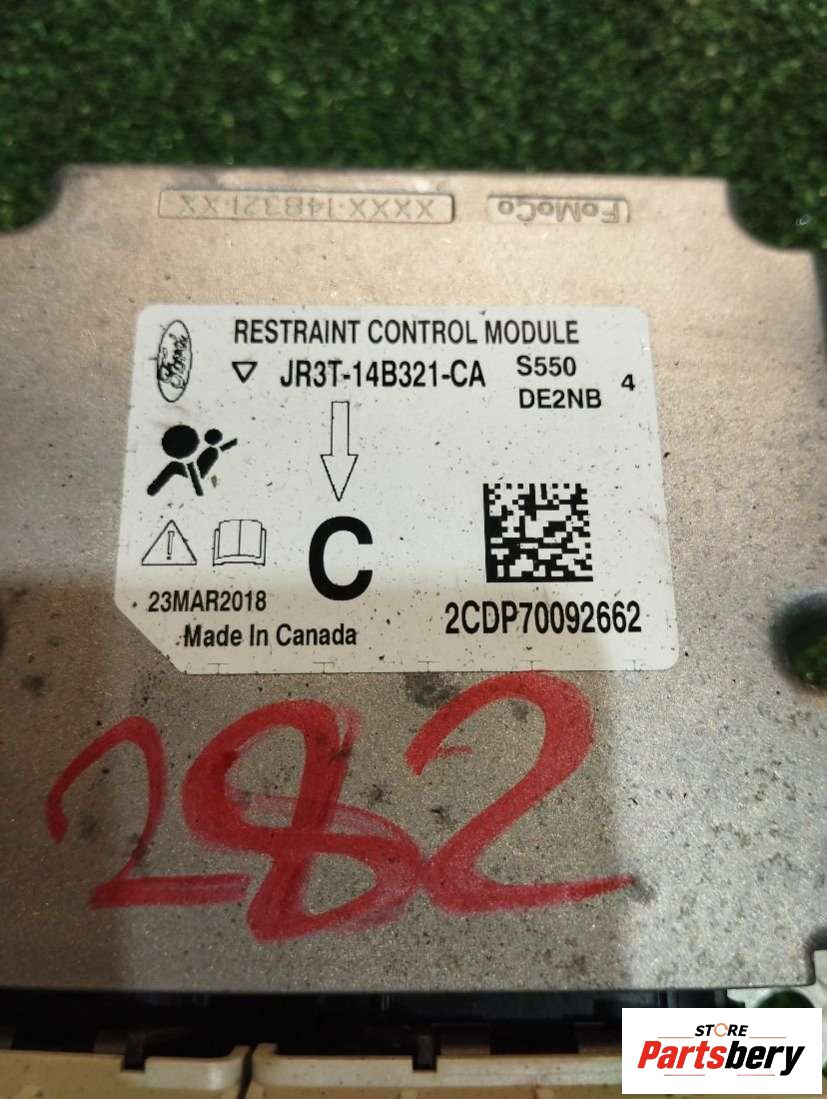 XXXX-14B321-XX FoMoCo
Ford
RESTRAINT CONTROL MODULE
JR3T-14B321-CA S550
DE2NB 4
C
23MAR2018
Made In Canada
2CDP70092662
282
STORE
Partsbery